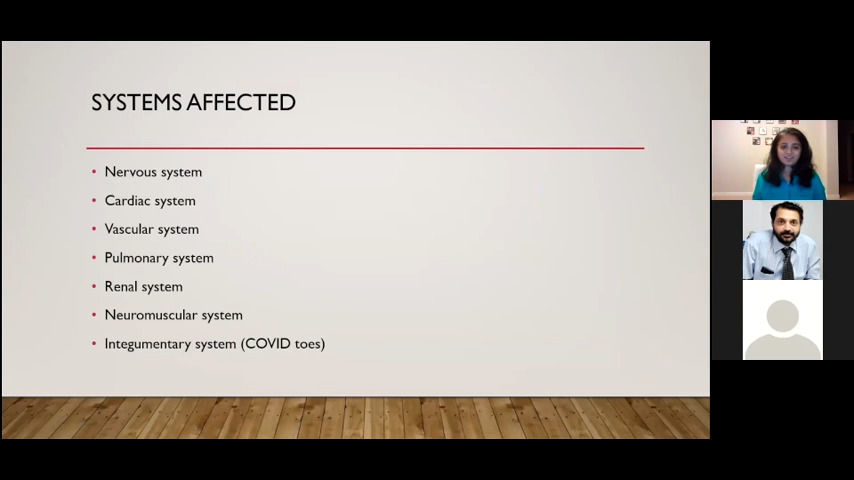 SYSTEMS AFFECTED
• Nervous system
• Cardiac system
• Vascular system
• Pulmonary system
• Renal system
• Neuromuscular system
• Integumentary system (COVID toes)